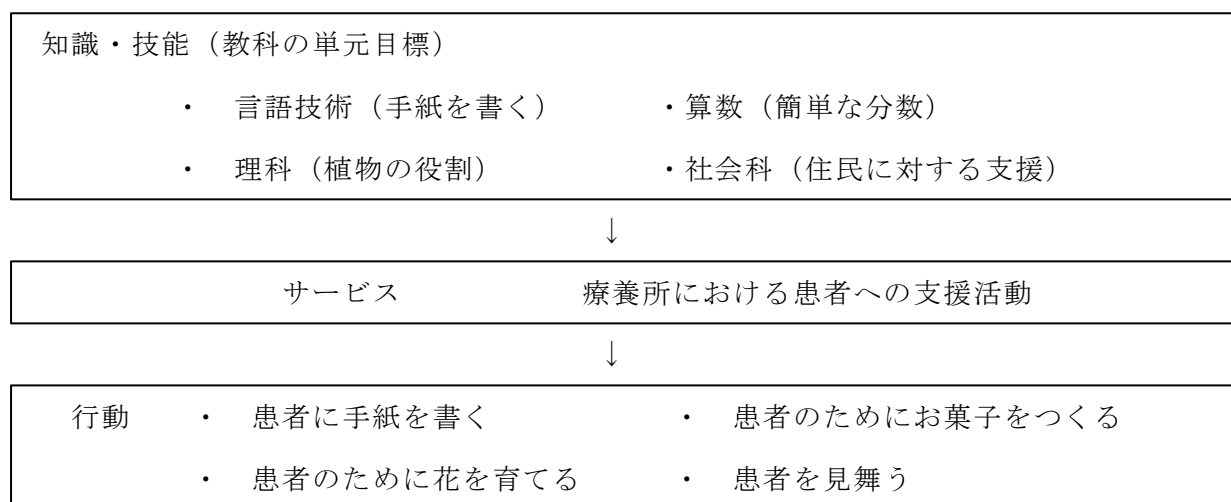 知識・技能（教科の単元目標）
・ 言語技術（手紙を書く） ・算数（簡単な分数）
・ 理科（植物の役割） ・社会科（住民に対する支援）
↓
サービス 療養所における患者への支援活動
↓
行動 ・ 患者に手紙を書く ・ 患者のためにお菓子をつくる
・ 患者のために花を育てる ・ 患者を見舞う